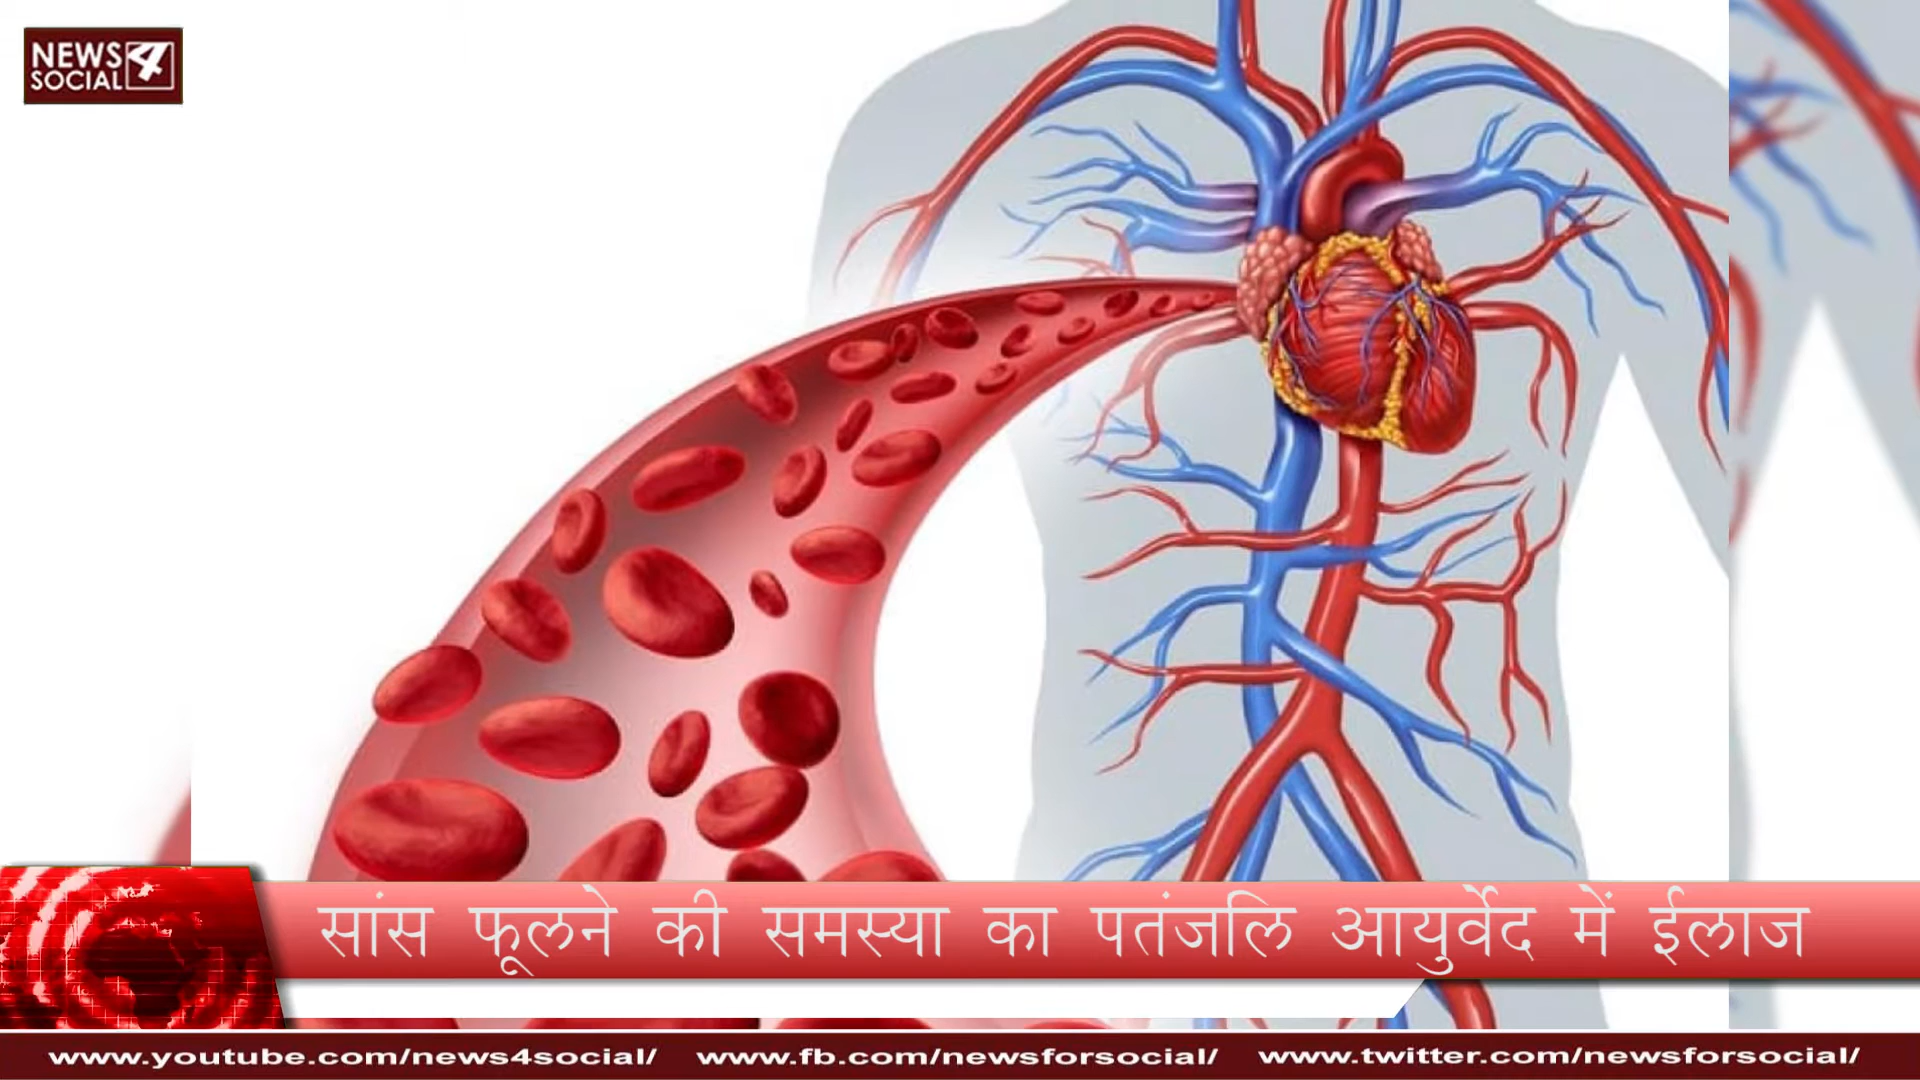 NEWS 4
SOCIAL
सांस फूलने की समस्या का पतंजलि आयुर्वेद में ईलाज
www.youtube.com/news4social/ www.fb.com/newsforsocial/ www.twitter.com/newsforsocial/